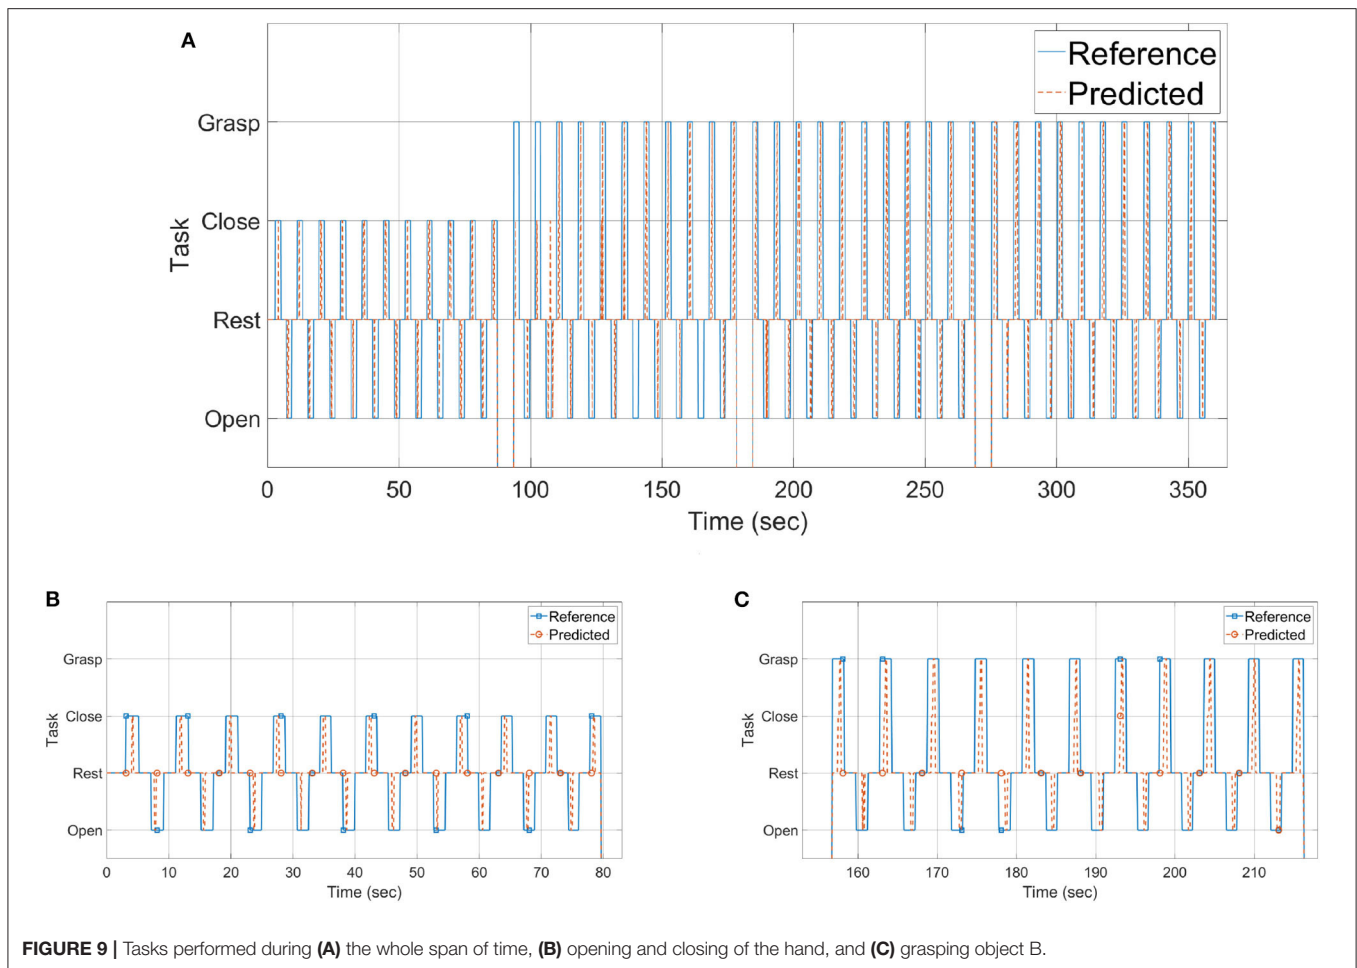 A
Reference
Predicted
Grasp
Close
Rest
Open
Task
0 50 100 150 200 250 300 350
Time (sec)
B
Reference
Predicted
Grasp
Close
Rest
Open
Task
0 10 20 30 40 50 60 70 80
Time (sec)
C
Reference
Predicted
Grasp
Close
Rest
Open
Task
160 170 180 190 200 210
Time (sec)
FIGURE 9 | Tasks performed during (A) the whole span of time, (B) opening and closing of the hand, and (C) grasping object B.